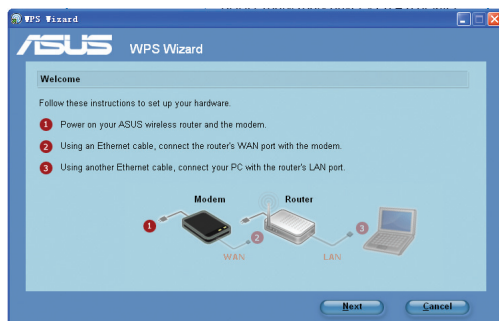 WPS Wizard
ASUS WPS Wizard
Welcome
Follow these instructions to set up your hardware.
1 Power on your ASUS wireless router and the modem.
2 Using an Ethernet cable, connect the router's WAN port with the modem.
3 Using another Ethernet cable, connect your PC with the router's LAN port.
Modem Router
1 2 3
WAN LAN
Next Cancel